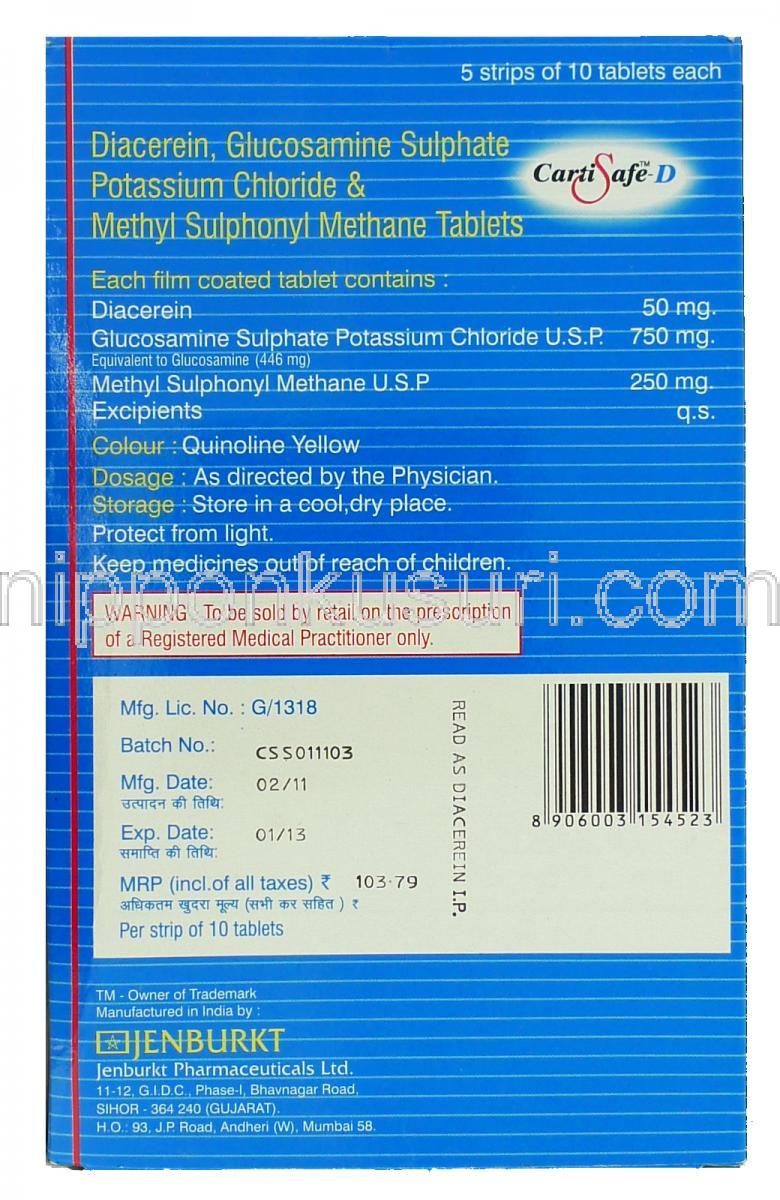 5 strips of 10 tablets each
Diacerein, Glucosamine Sulphate
Potassium Chloride &
Methyl Sulphonyl Methane Tablets
CartiSafe™-D
Each film coated tablet contains :
Diacerein 50 mg.
Glucosamine Sulphate Potassium Chloride U.S.P. 750 mg.
Equivalent to Glucosamine (446 mg)
Methyl Sulphonyl Methane U.S.P 250 mg.
Excipients q.s.
Colour : Quinoline Yellow
Dosage : As directed by the Physician.
Storage : Store in a cool,dry place.
Protect from light.
Keep medicines out of reach of children.
nipponkusuri.com
WARNING : To be sold by retail on the prescription
of a Registered Medical Practitioner only.
Mfg. Lic. No. : G/1318
Batch No.: CSS011103
Mfg. Date: 02/11
उत्पादन की तिथि:
Exp. Date: 01/13
समाप्ति की तिथि:
MRP (incl.of all taxes) ₹ 103.79
अधिकतम खुदरा मूल्य (सभी कर सहित ) ₹
Per strip of 10 tablets
READ AS DIACEREIN I.P.
8 906003 154523
TM - Owner of Trademark
Manufactured in India by :
JENBURKT
Jenburkt Pharmaceuticals Ltd.
11-12, G.I.D.C., Phase-I, Bhavnagar Road,
SIHOR - 364 240 (GUJARAT).
H.O.: 93, J.P. Road, Andheri (W), Mumbai 58.